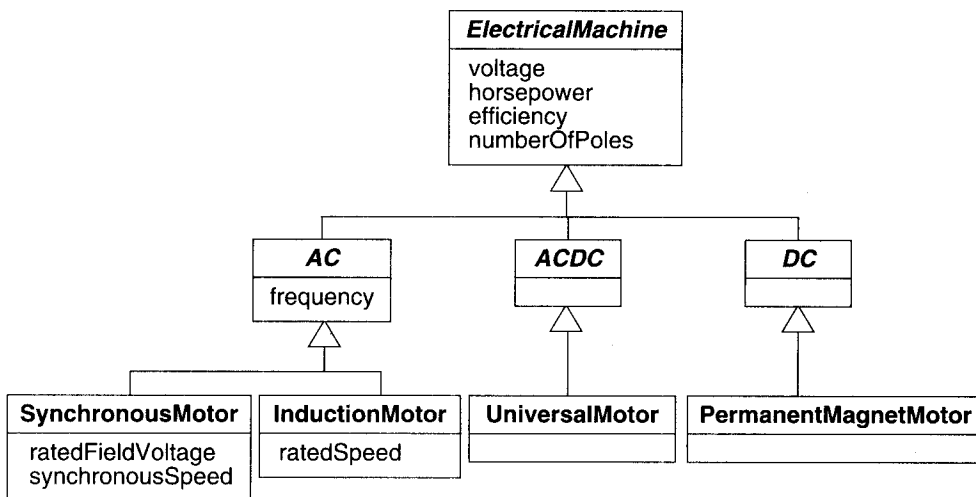 ElectricalMachine
voltage
horsepower
efficiency
numberOfPoles
AC
frequency
ACDC
DC
SynchronousMotor
ratedFieldVoltage
synchronousSpeed
InductionMotor
ratedSpeed
UniversalMotor
PermanentMagnetMotor